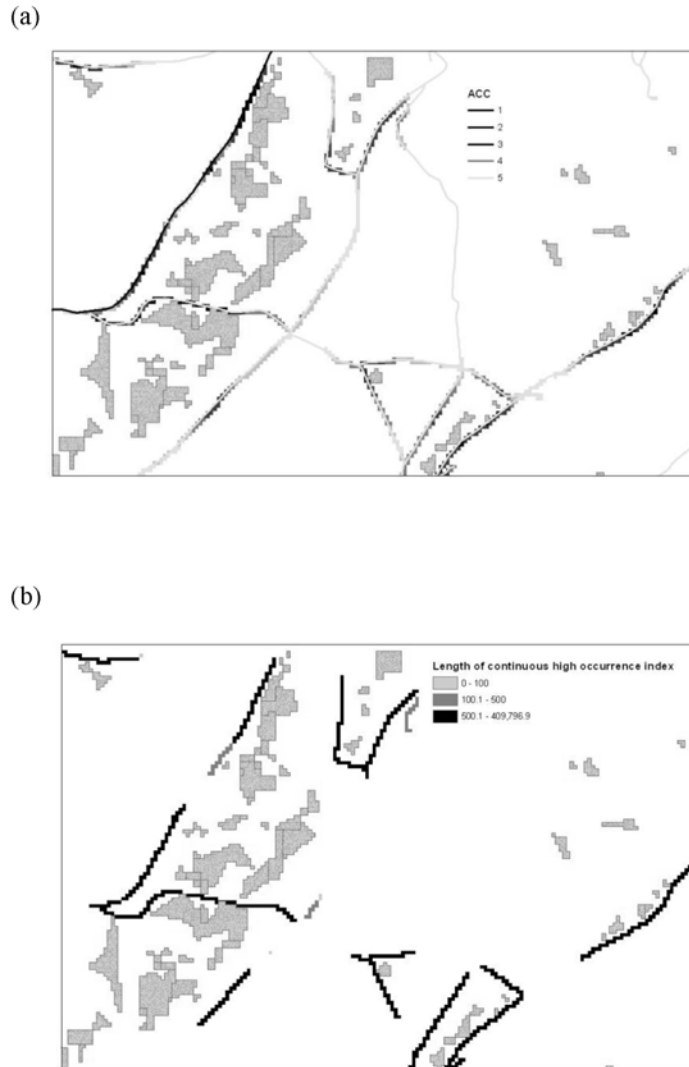 (a)
ACC
1
2
3
4
5
(b)
Length of continuous high occurrence index
0 - 100
100.1 - 500
500.1 - 409,796.9